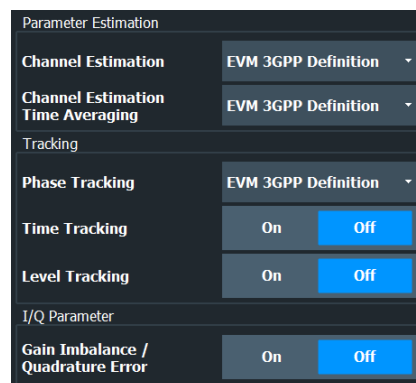 Parameter Estimation
Channel Estimation EVM 3GPP Definition
Channel Estimation
Time Averaging EVM 3GPP Definition
Tracking
Phase Tracking EVM 3GPP Definition
Time Tracking On Off
Level Tracking On Off
I/Q Parameter
Gain Imbalance /
Quadrature Error On Off